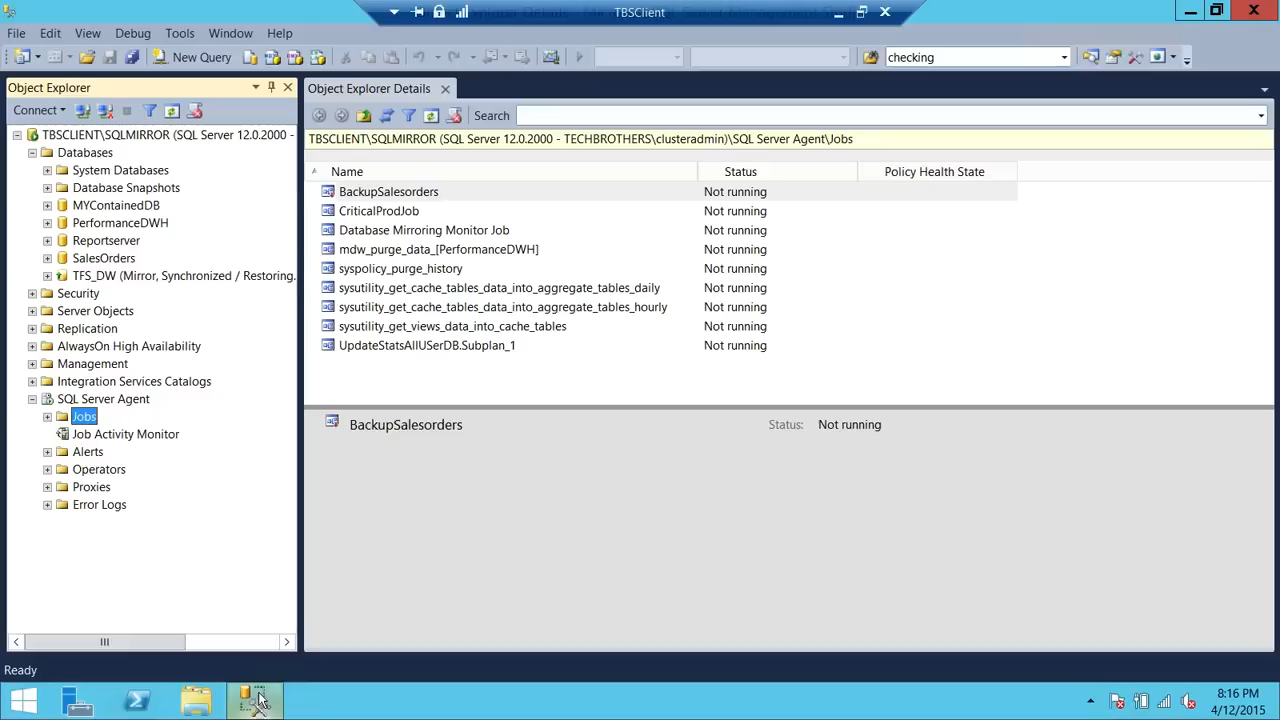 TBSClient
File Edit View Debug Tools Window Help
New Query
checking
Object Explorer
Connect
TBSCLIENT\SQLMIRROR (SQL Server 12.0.2000 -
Databases
System Databases
Database Snapshots
MYContainedDB
PerformanceDWH
Reportserver
SalesOrders
TFS_DW (Mirror, Synchronized / Restoring.
Security
Server Objects
Replication
AlwaysOn High Availability
Management
Integration Services Catalogs
SQL Server Agent
Jobs
Job Activity Monitor
Alerts
Operators
Proxies
Error Logs
Object Explorer Details
Search
TBSCLIENT\SQLMIRROR (SQL Server 12.0.2000 - TECHBROTHERS\clusteradmin)\SQL Server Agent\Jobs
Name Status Policy Health State
BackupSalesorders Not running
CriticalProdJob Not running
Database Mirroring Monitor Job Not running
mdw_purge_data_[PerformanceDWH] Not running
syspolicy_purge_history Not running
sysutility_get_cache_tables_data_into_aggregate_tables_daily Not running
sysutility_get_cache_tables_data_into_aggregate_tables_hourly Not running
sysutility_get_views_data_into_cache_tables Not running
UpdateStatsAllUSerDB.Subplan_1 Not running
BackupSalesorders Status: Not running
Ready
8:16 PM
4/12/2015